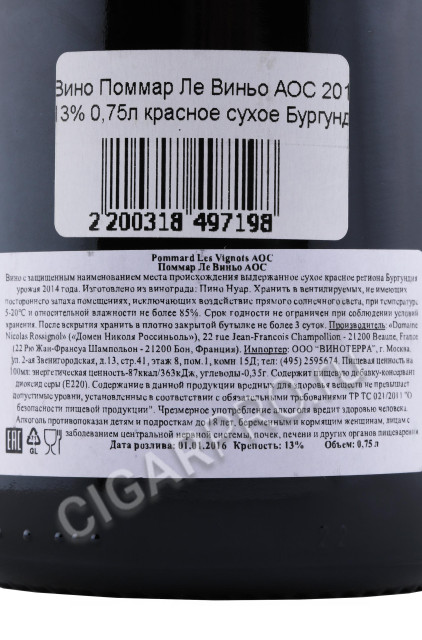 Вино Поммар Ле Виньо АОС 201
13% 0,75л красное сухое Бургунд
2 200318 497198
Pommard Les Vignots AOC
Поммар Ле Виньо АОС
Вино с защищенным наименованием места происхождения выдержанное сухое красное региона Бургундия
урожая 2014 года. Изготовлено из винограда: Пино Нуар. Хранить в вентилируемых, не имеющих
постороннего запаха помещениях, исключающих воздействие прямого солнечного света, при температуре
5-20°С и относительной влажности не более 85%. Срок годности не ограничен при соблюдении условий
хранения. После вскрытия хранить в плотно закрытой бутылке не более 3 суток. Производитель: «Domaine
Nicolas Rossignol» («Домен Николя Россиньоль»), 22 rue Jean-Francois Champollion - 21200 Beaune, France
(22 Рю Жан-Франсуа Шампольон - 21200 Бон, Франция). Импортер: ООО "ВИНОТЕРРА", г. Москва,
ул. 2-ая Звенигородская, д.13, стр.41, этаж 8, пом.1, комн 15Д; тел: (495) 2595674. Пищевая ценность на
100мл: энергетическая ценность-87ккал/363кДж, углеводы-0,35г. Содержит пищевую добавку-консервант
диоксид серы (Е220). Содержание в данной продукции вредных для здоровья веществ не превышает
допустимые уровни, установленные в соответствии с обязательными требованиями ТР ТС 021/2011 "О
безопасности пищевой продукции". Чрезмерное употребление алкоголя вредит здоровью человека.
Алкоголь противопоказан детям и подросткам до 18 лет, беременным и кормящим женщинам, лицам с
заболеванием центральной нервной системы, почек, печени и других органов пищеварения.
EAC GL
Дата розлива: 01.01.2016 Крепость: 13% Объем: 0,75 л
CIGARPRO.RU